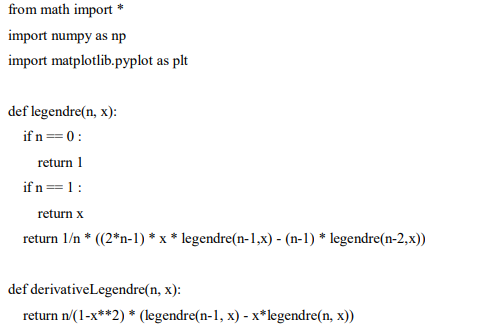 from math import *
import numpy as np
import matplotlib.pyplot as plt
def legendre(n, x):
if n == 0 :
return 1
if n == 1 :
return x
return 1/n * ((2*n-1) * x * legendre(n-1,x) - (n-1) * legendre(n-2,x))
def derivativeLegendre(n, x):
return n/(1-x**2) * (legendre(n-1, x) - x*legendre(n, x))